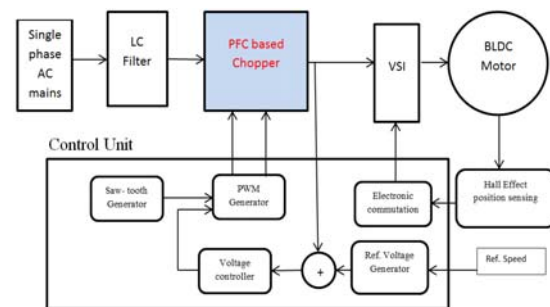 Single
phase
AC
mains
LC
Filter
PFC based
Chopper
VSI
BLDC
Motor
Control Unit
Saw- tooth
Generator
PWM
Generator
Electronic
commutation
Hall Effect
position sensing
Voltage
controller
+
Ref. Voltage
Generator
Ref. Speed